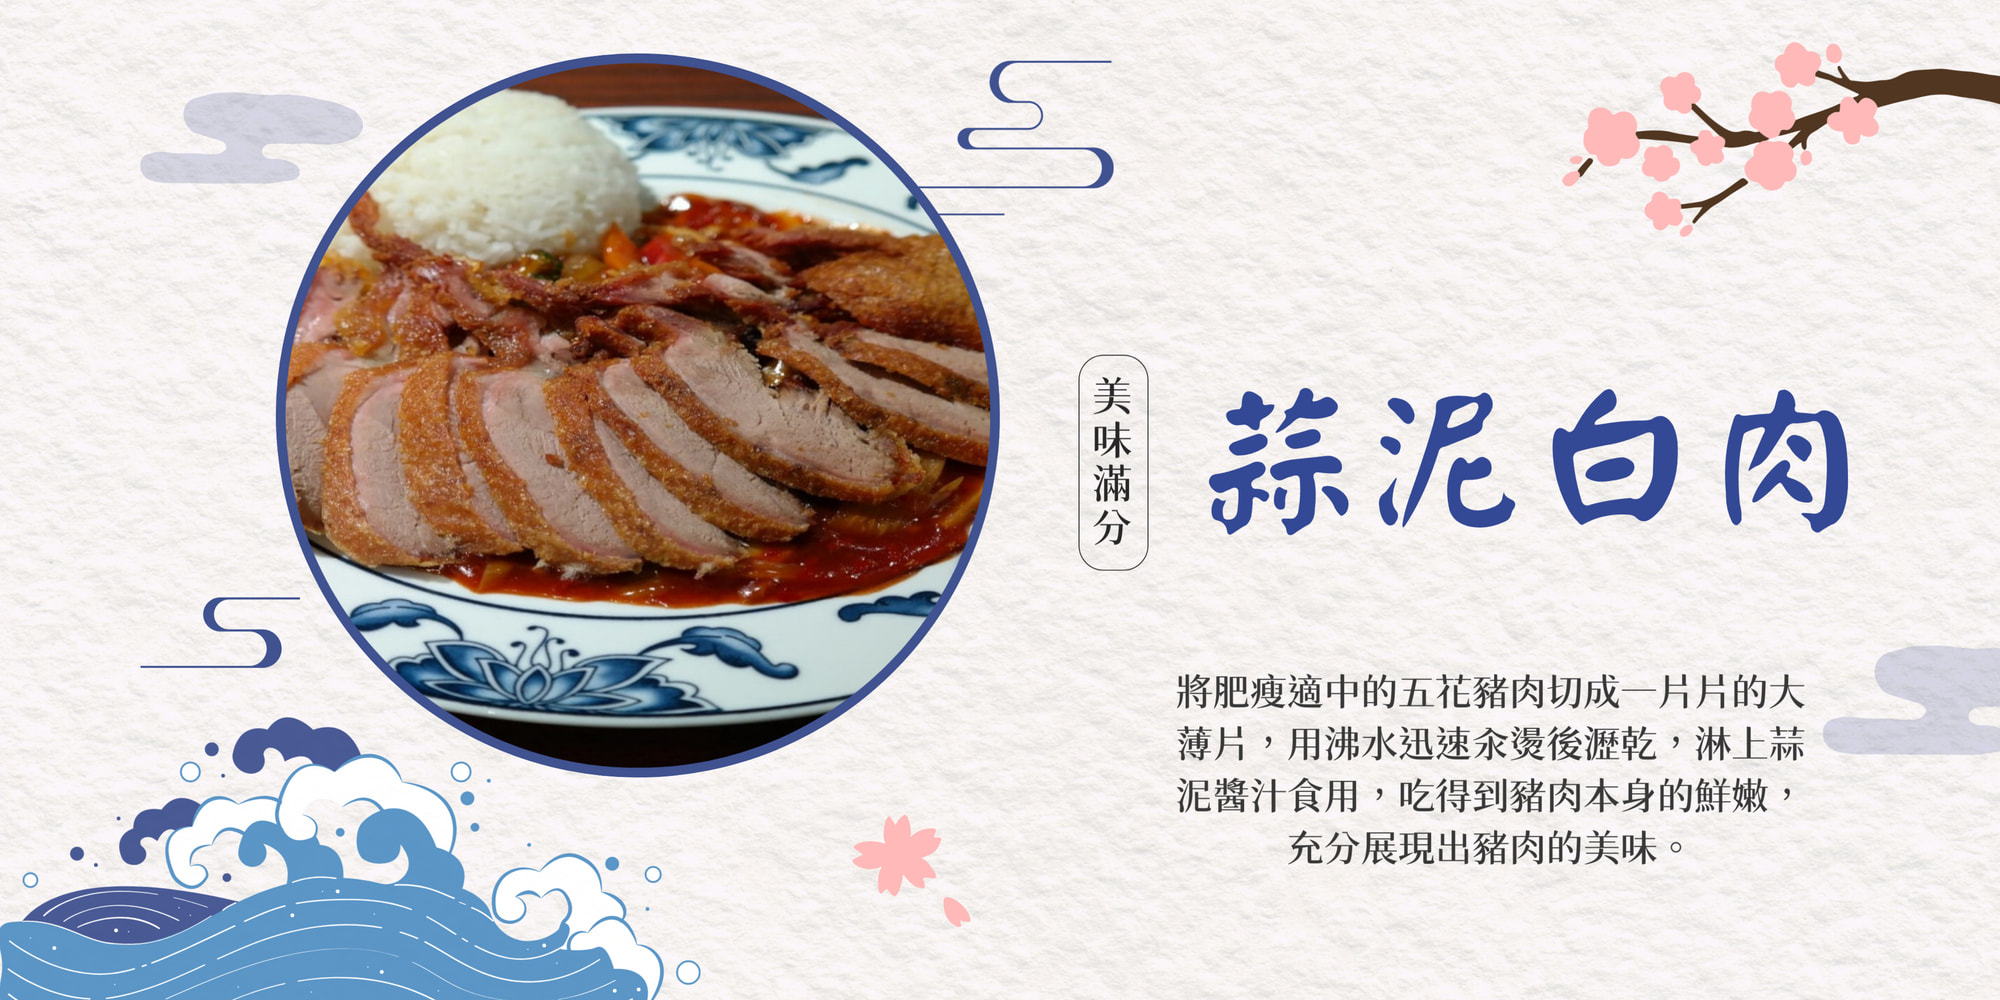 美味滿分
蒜泥白肉
將肥瘦適中的五花豬肉切成一片片的大
薄片，用沸水迅速汆燙後瀝乾，淋上蒜
泥醬汁食用，吃得到豬肉本身的鮮嫩，
充分展現出豬肉的美味。